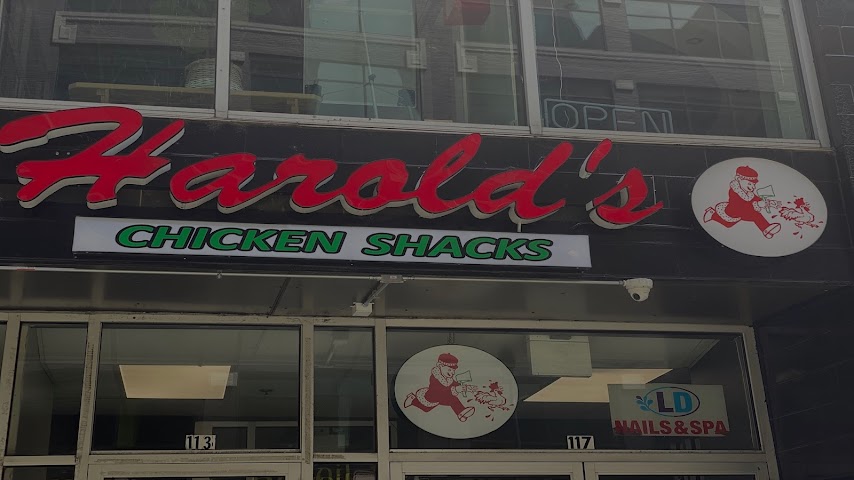 OPEN
Harold's
CHICKEN SHACKS
LD
NAILS&SPA
113
117